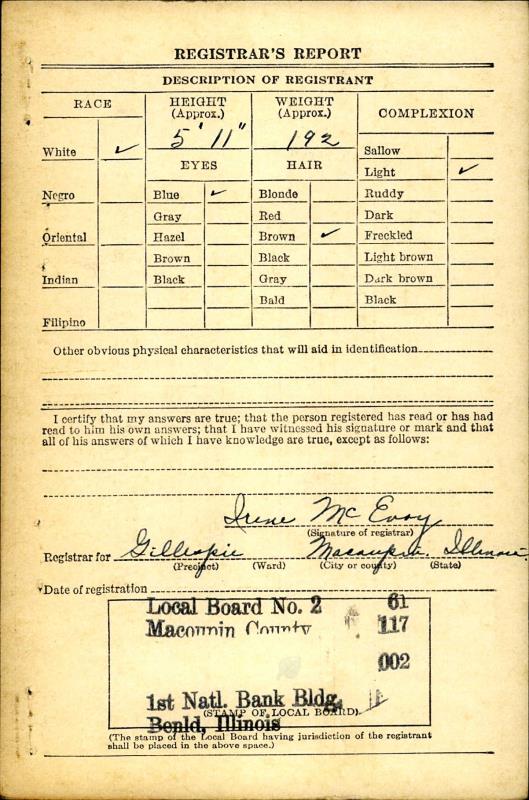 REGISTRAR'S REPORT
DESCRIPTION OF REGISTRANT
RACE
HEIGHT (Approx.)
WEIGHT (Approx.)
COMPLEXION
5' 11"
192
White ✓
EYES
HAIR
Sallow
Light ✓
Negro
Blue ✓
Blonde
Ruddy
Gray
Red
Dark
Oriental
Hazel
Brown ✓
Freckled
Brown
Black
Light brown
Indian
Black
Gray
Dark brown
Bald
Black
Filipino
Other obvious physical characteristics that will aid in identification
I certify that my answers are true; that the person registered has read or has had
read to him his own answers; that I have witnessed his signature or mark and that
all of his answers of which I have knowledge are true, except as follows:
Irene McEvoy
(Signature of registrar)
Registrar for Gillespie Macoupin. Illinois.
(Precinct) (Ward) (City or county) (State)
Date of registration
Local Board No. 2 61
Macoupin County 117
002
1st Natl. Bank Bldg.
(STAMP OF LOCAL BOARD)
Benld, Illinois
(The stamp of the Local Board having jurisdiction of the registrant
shall be placed in the above space.)